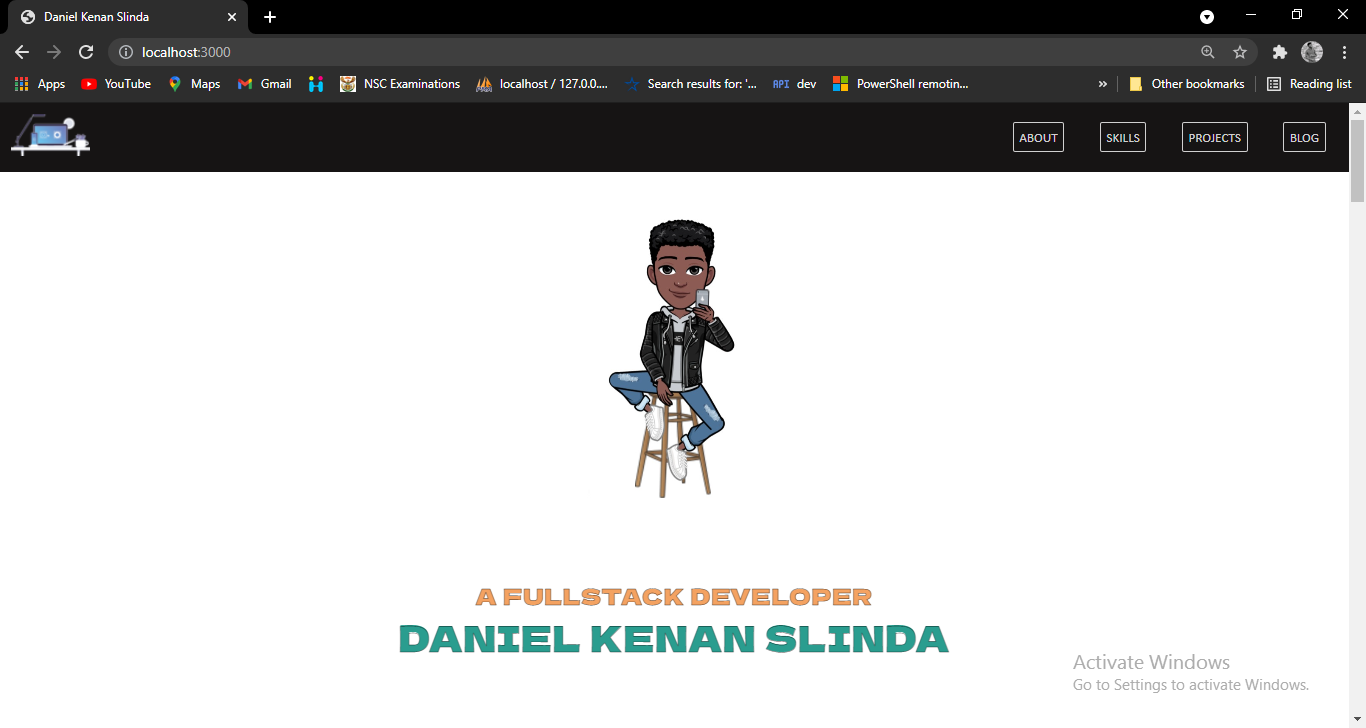 Daniel Kenan Slinda
localhost:3000
Apps YouTube Maps Gmail NSC Examinations localhost / 127.0.0.... Search results for: '... API dev PowerShell remotin... » Other bookmarks Reading list
ABOUT SKILLS PROJECTS BLOG
A FULLSTACK DEVELOPER
DANIEL KENAN SLINDA
Activate Windows
Go to Settings to activate Windows.